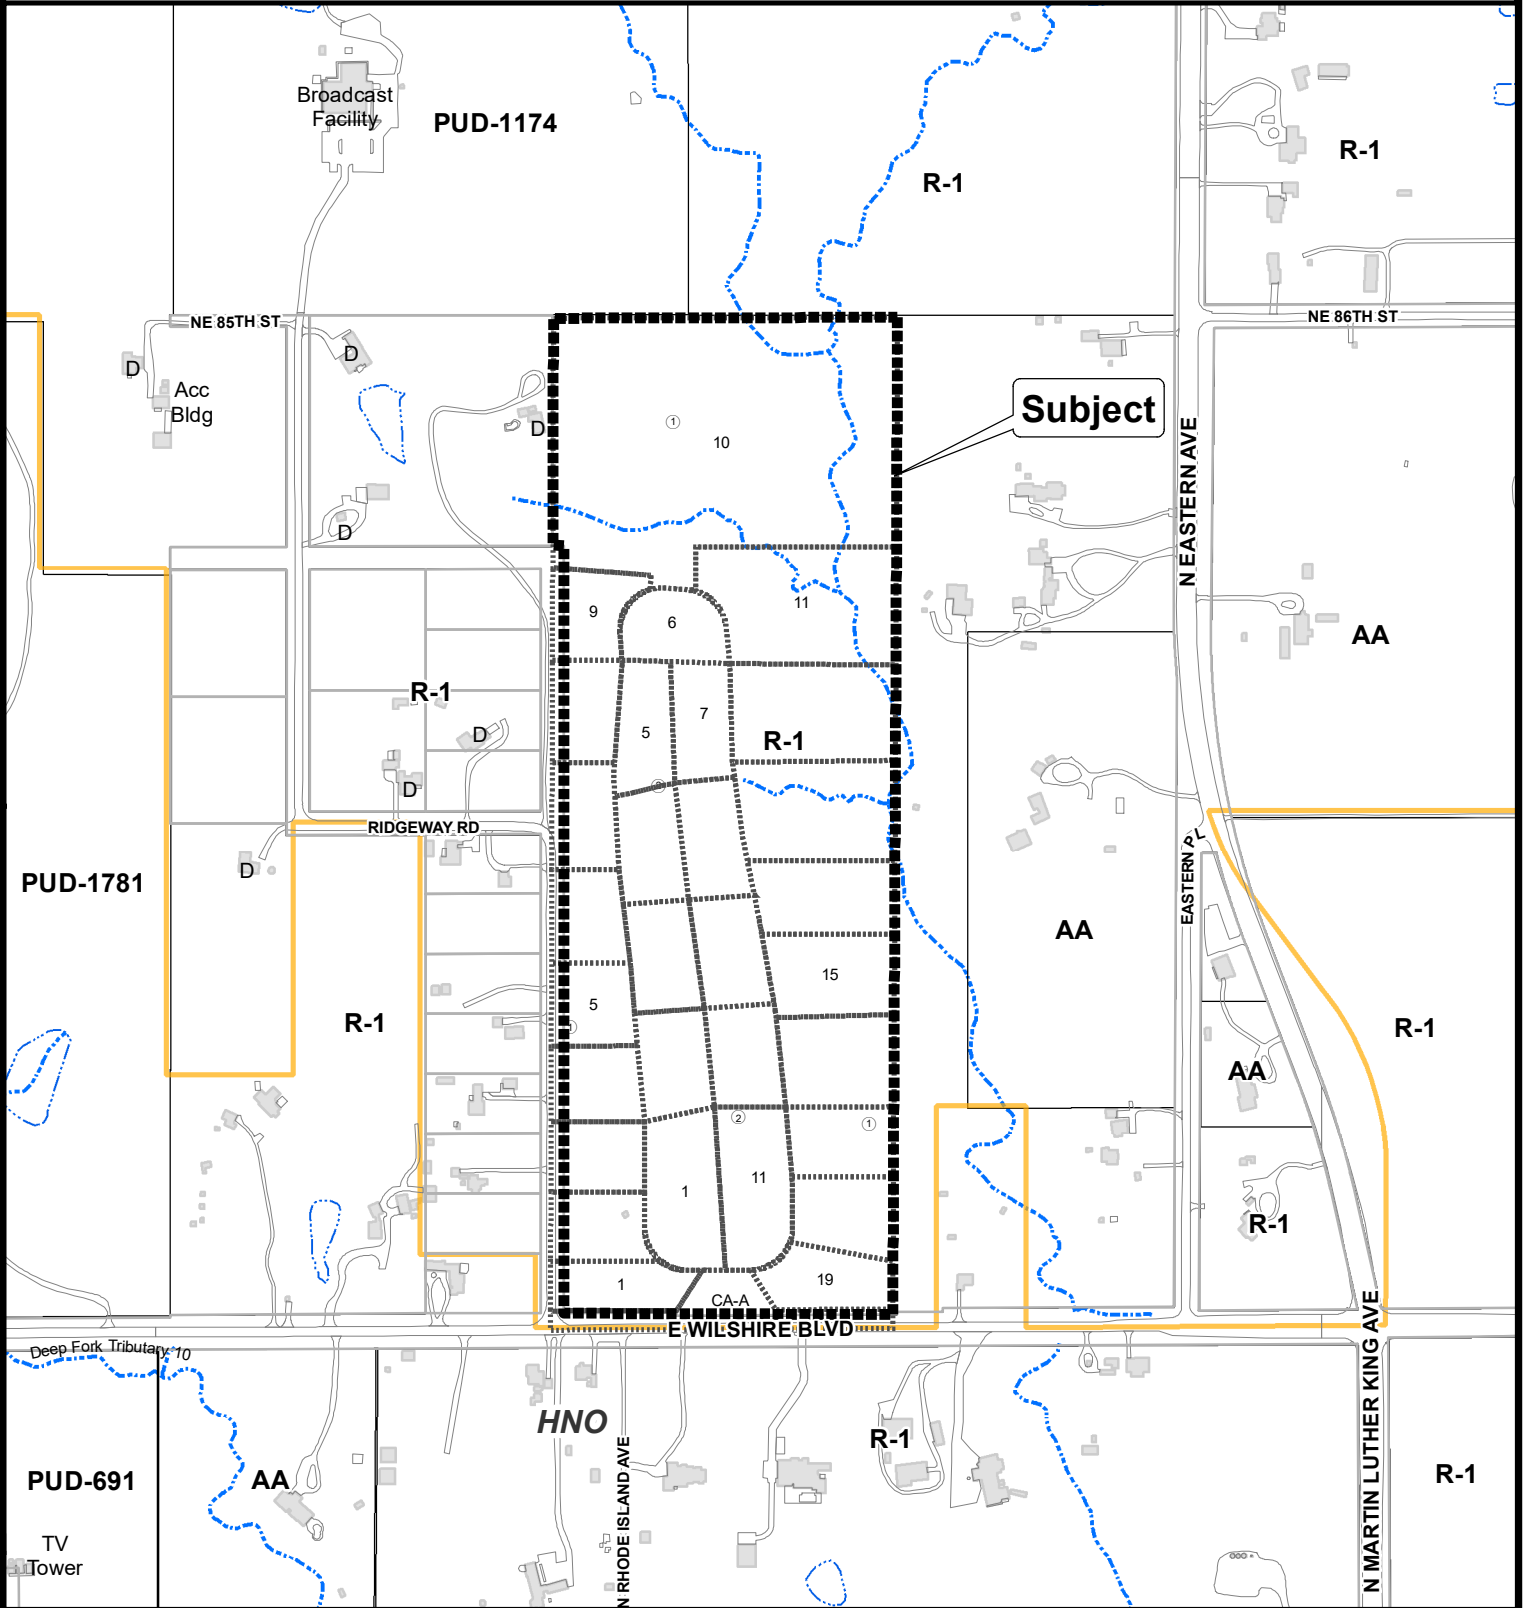 Broadcast
Facility
PUD-1174
R-1
R-1
NE 85TH ST
NE 86TH ST
D
D
Acc
Bldg
D
D
Subject
1
10
N EASTERN AVE
9
6
11
AA
R-1
5
7
R-1
D
D
2
RIDGEWAY RD
D
PUD-1781
EASTERN PL
AA
15
5
1
R-1
R-1
AA
2
1
1
11
R-1
1
CA-A
19
E WILSHIRE BLVD
Deep Fork Tributary 10
HNO
R-1
N RHODE ISLAND AVE
N MARTIN LUTHER KING AVE
PUD-691
AA
R-1
TV
Tower